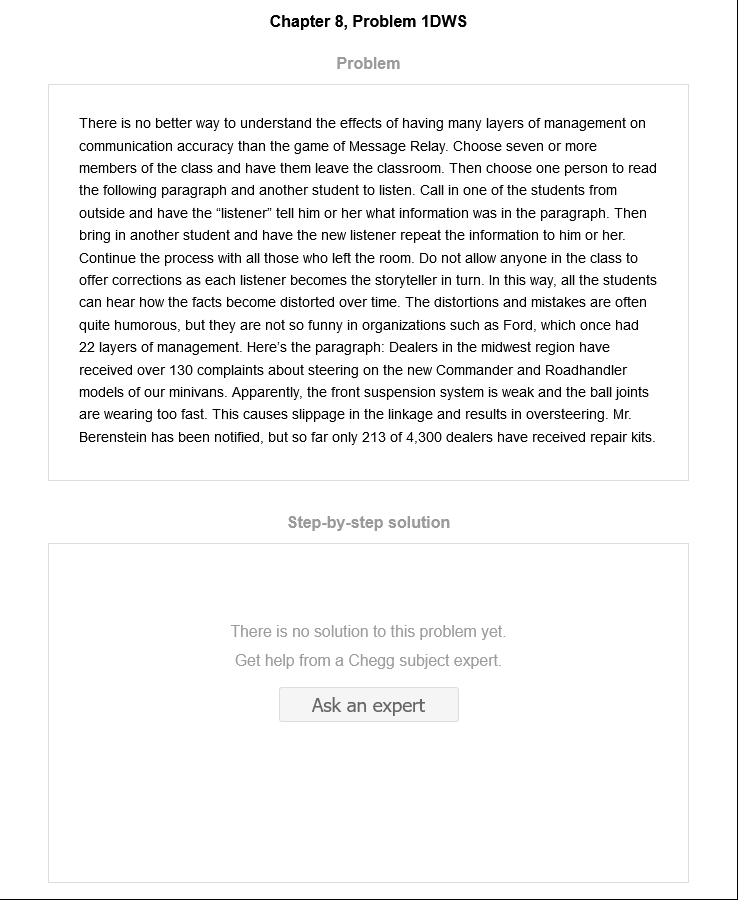 Chapter 8, Problem 1DWS
Problem
There is no better way to understand the effects of having many layers of management on
communication accuracy than the game of Message Relay. Choose seven or more
members of the class and have them leave the classroom. Then choose one person to read
the following paragraph and another student to listen. Call in one of the students from
outside and have the “listener” tell him or her what information was in the paragraph. Then
bring in another student and have the new listener repeat the information to him or her.
Continue the process with all those who left the room. Do not allow anyone in the class to
offer corrections as each listener becomes the storyteller in turn. In this way, all the students
can hear how the facts become distorted over time. The distortions and mistakes are often
quite humorous, but they are not so funny in organizations such as Ford, which once had
22 layers of management. Here’s the paragraph: Dealers in the midwest region have
received over 130 complaints about steering on the new Commander and Roadhandler
models of our minivans. Apparently, the front suspension system is weak and the ball joints
are wearing too fast. This causes slippage in the linkage and results in oversteering. Mr.
Berenstein has been notified, but so far only 213 of 4,300 dealers have received repair kits.
Step-by-step solution
There is no solution to this problem yet.
Get help from a Chegg subject expert.
Ask an expert